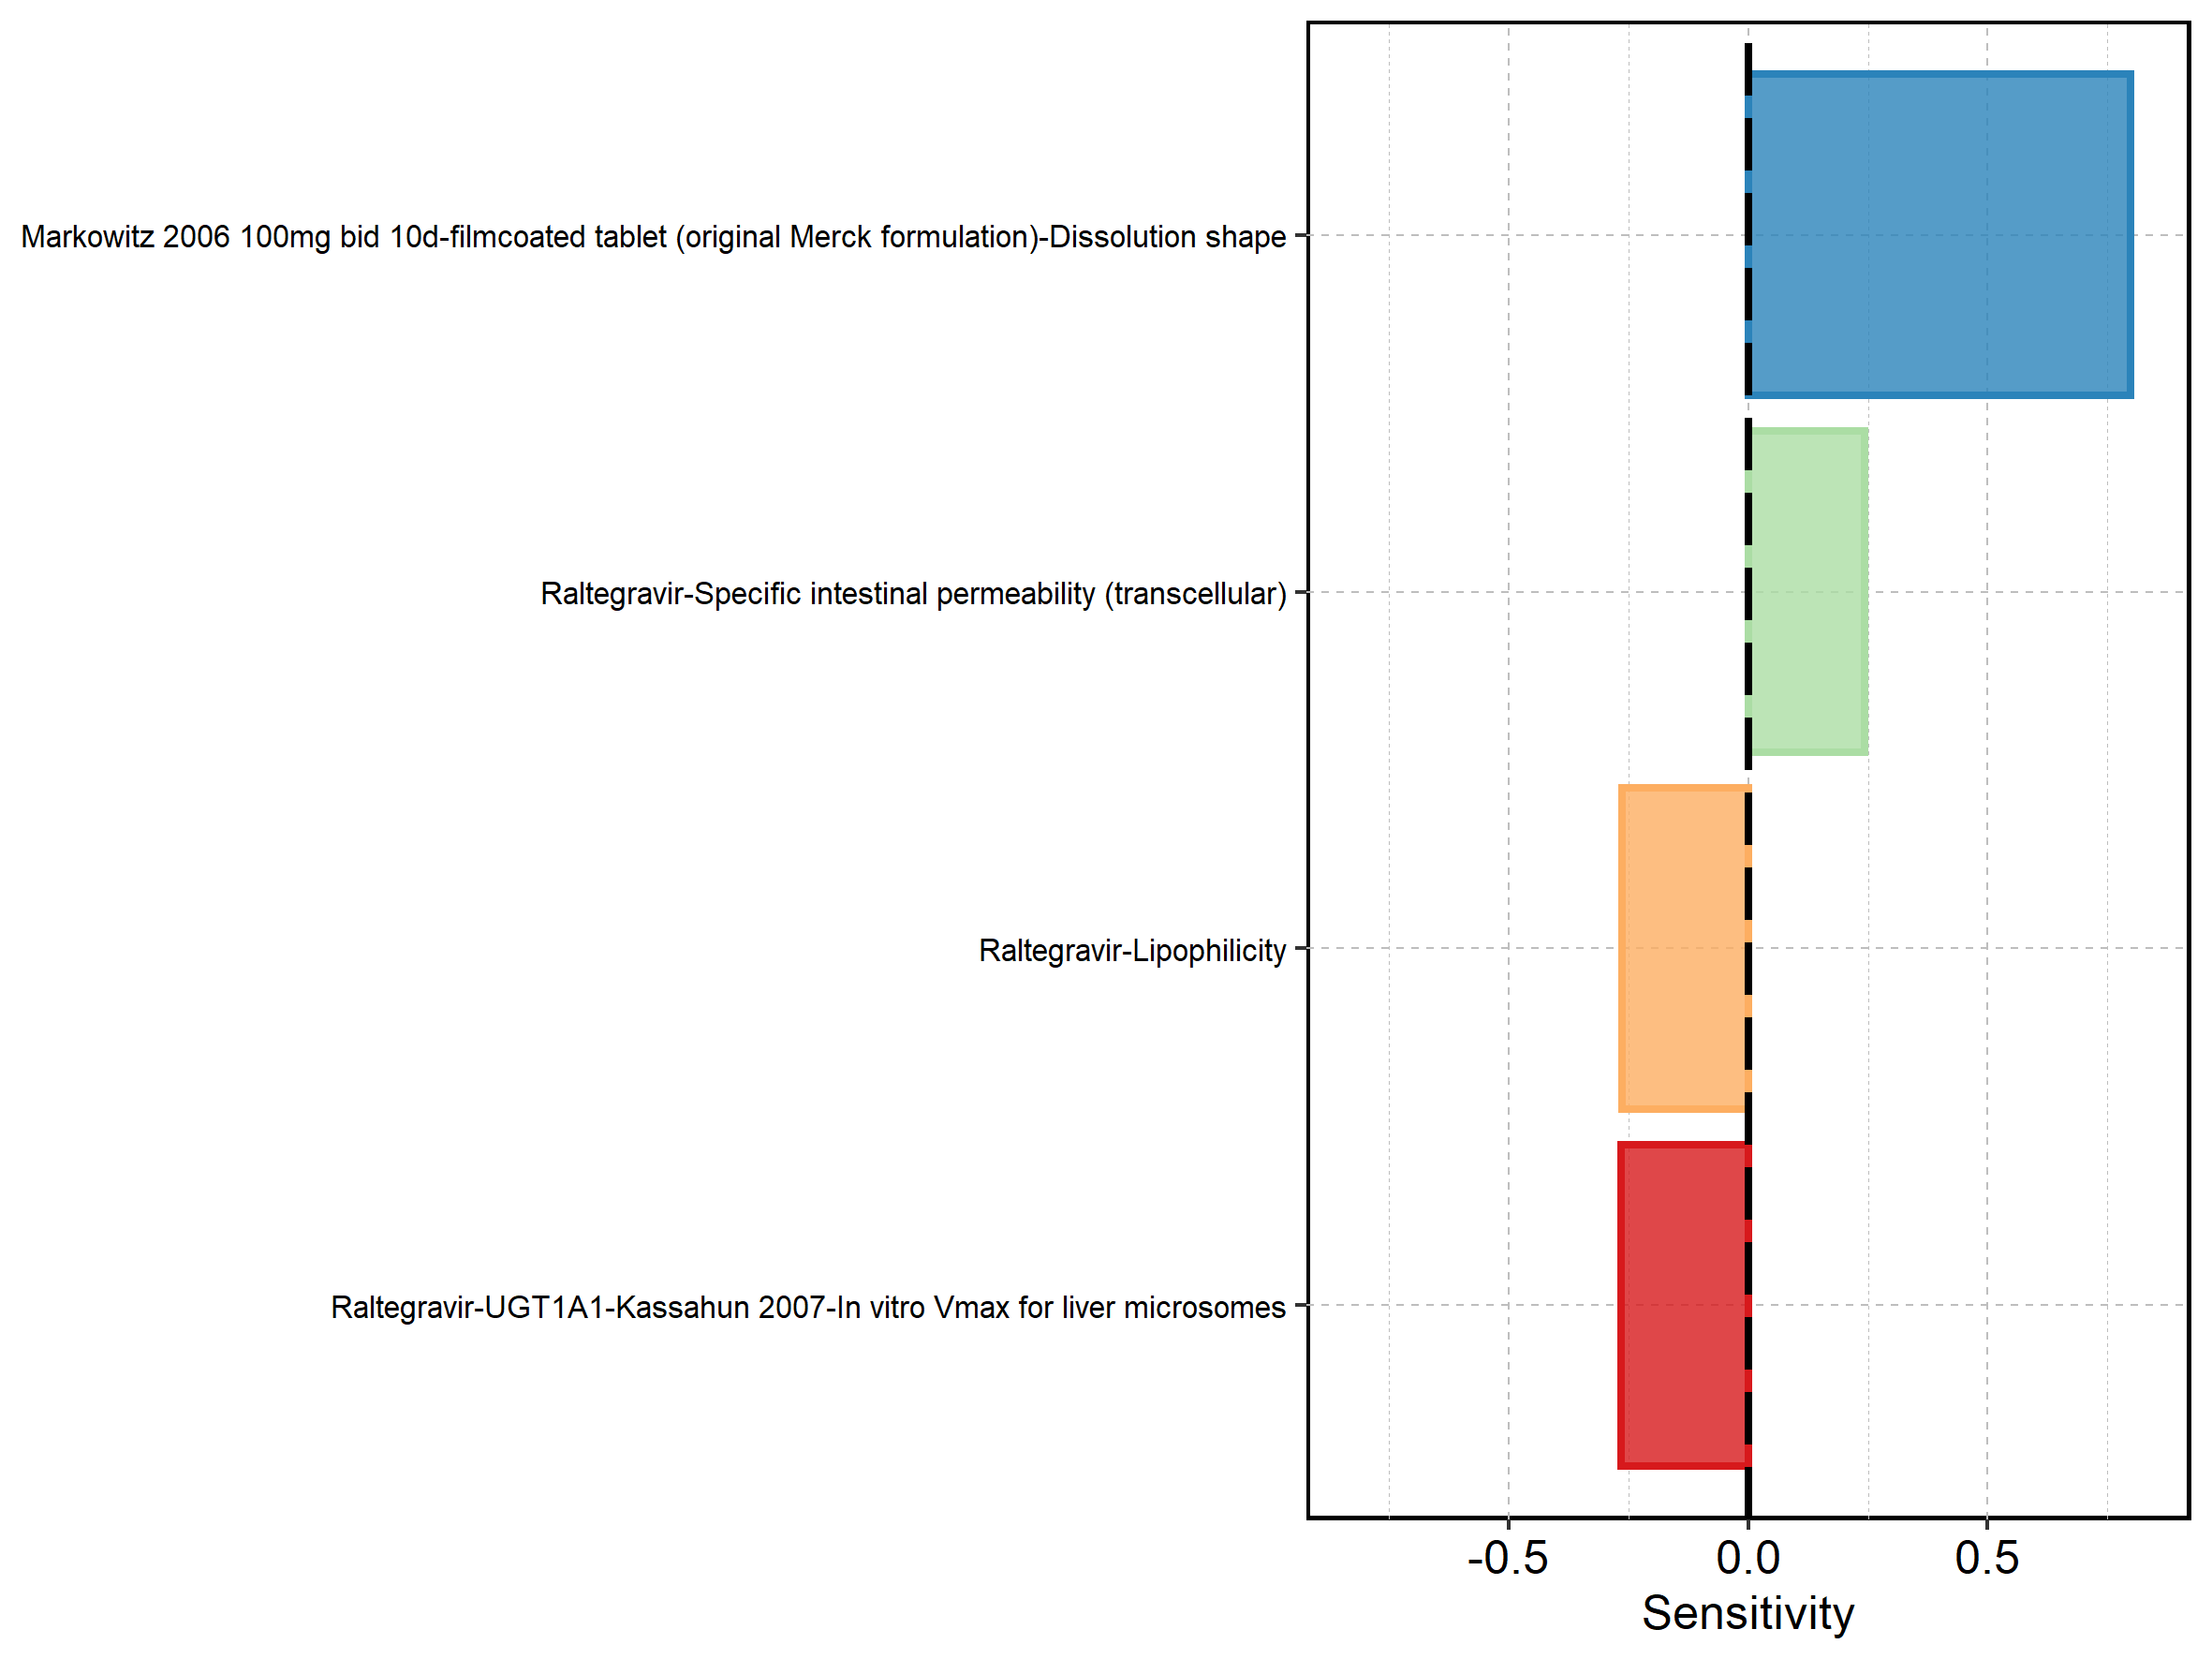 Markowitz 2006 100mg bid 10d-filmcoated tablet (original Merck formulation)-Dissolution shape
Raltegravir-Specific intestinal permeability (transcellular)
Raltegravir-Lipophilicity
Raltegravir-UGT1A1-Kassahun 2007-In vitro Vmax for liver microsomes
-0.5 0.0 0.5
Sensitivity